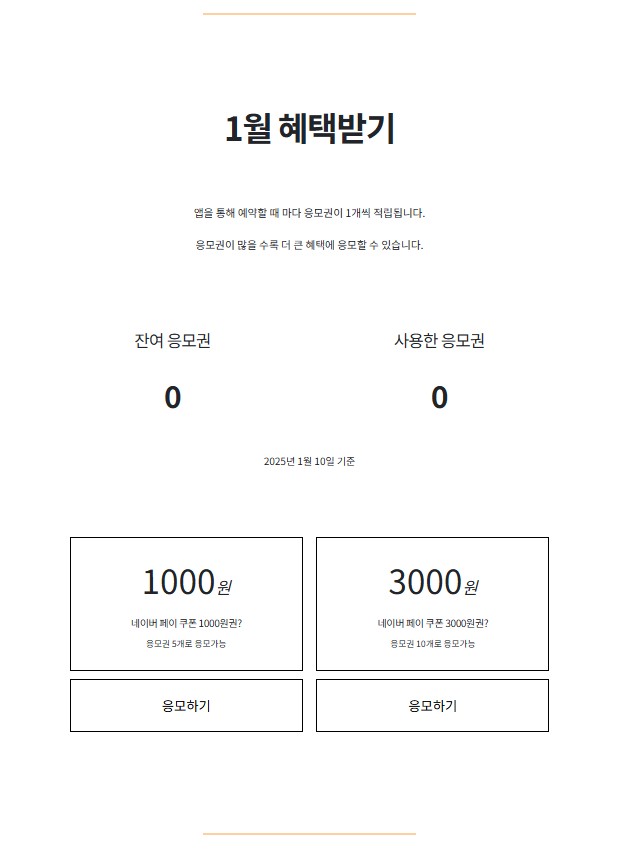 1월 혜택받기
앱을 통해 예약할 때 마다 응모권이 1개씩 적립됩니다.
응모권이 많을 수록 더 큰 혜택에 응모할 수 있습니다.
잔여 응모권
사용한 응모권
0
0
2025년 1월 10일 기준
1000원
네이버 페이 쿠폰 1000원권?
응모권 5개로 응모가능
3000원
네이버 페이 쿠폰 3000원권?
응모권 10개로 응모가능
응모하기
응모하기